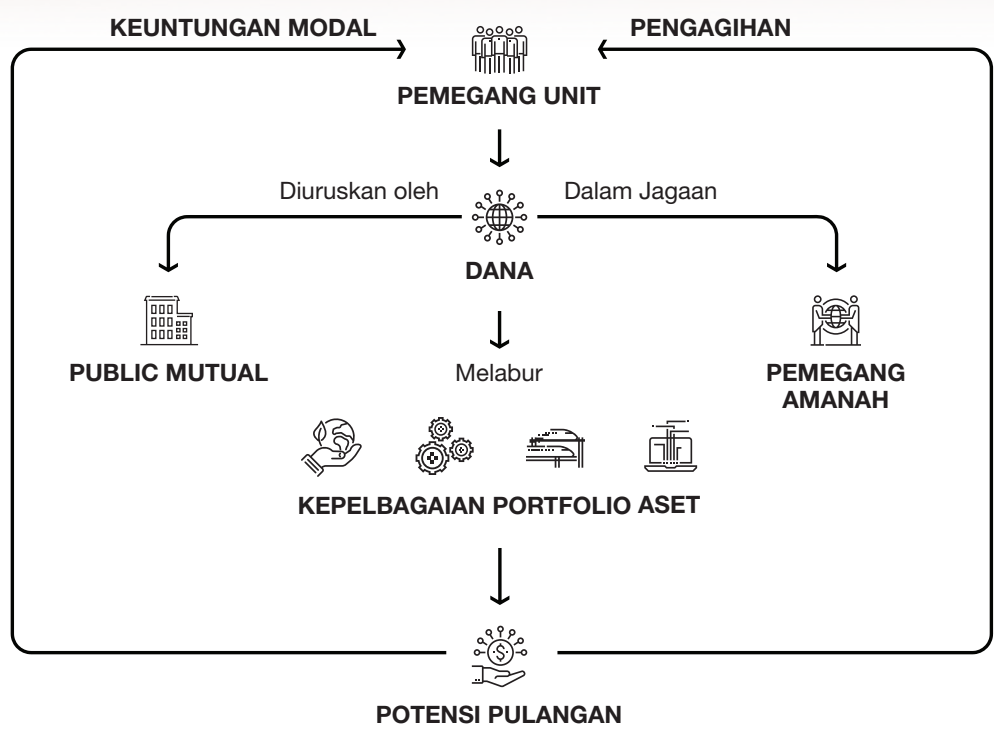 KEUNTUNGAN MODAL
PENGAGIHAN
PEMEGANG UNIT
Diuruskan oleh
Dalam Jagaan
DANA
PUBLIC MUTUAL
Melabur
PEMEGANG
AMANAH
KEPELBAGAIAN PORTFOLIO ASET
POTENSI PULANGAN